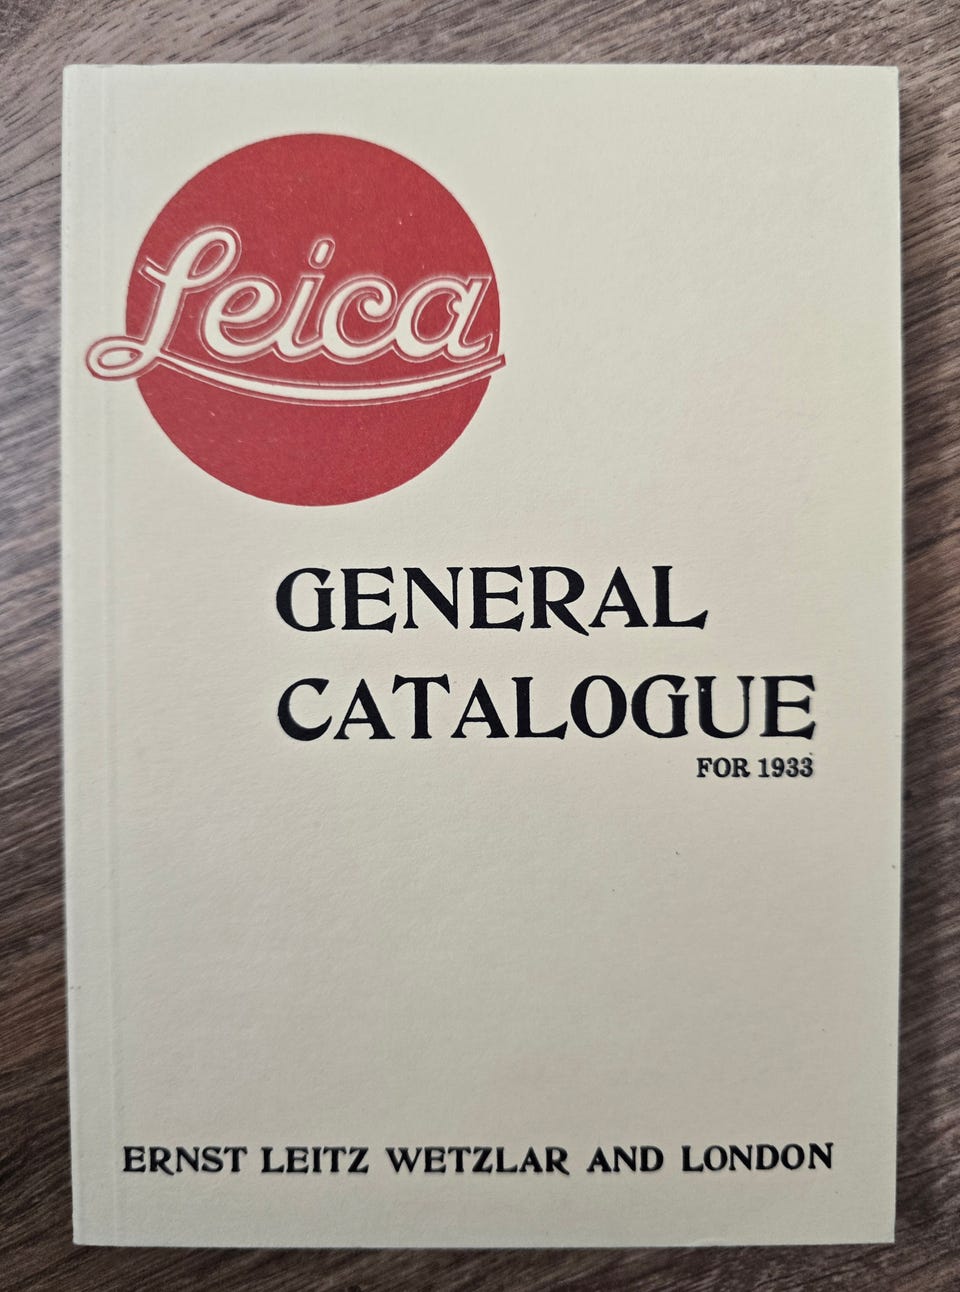 Leica
GENERAL
CATALOGUE
FOR 1933
ERNST LEITZ WETZLAR AND LONDON